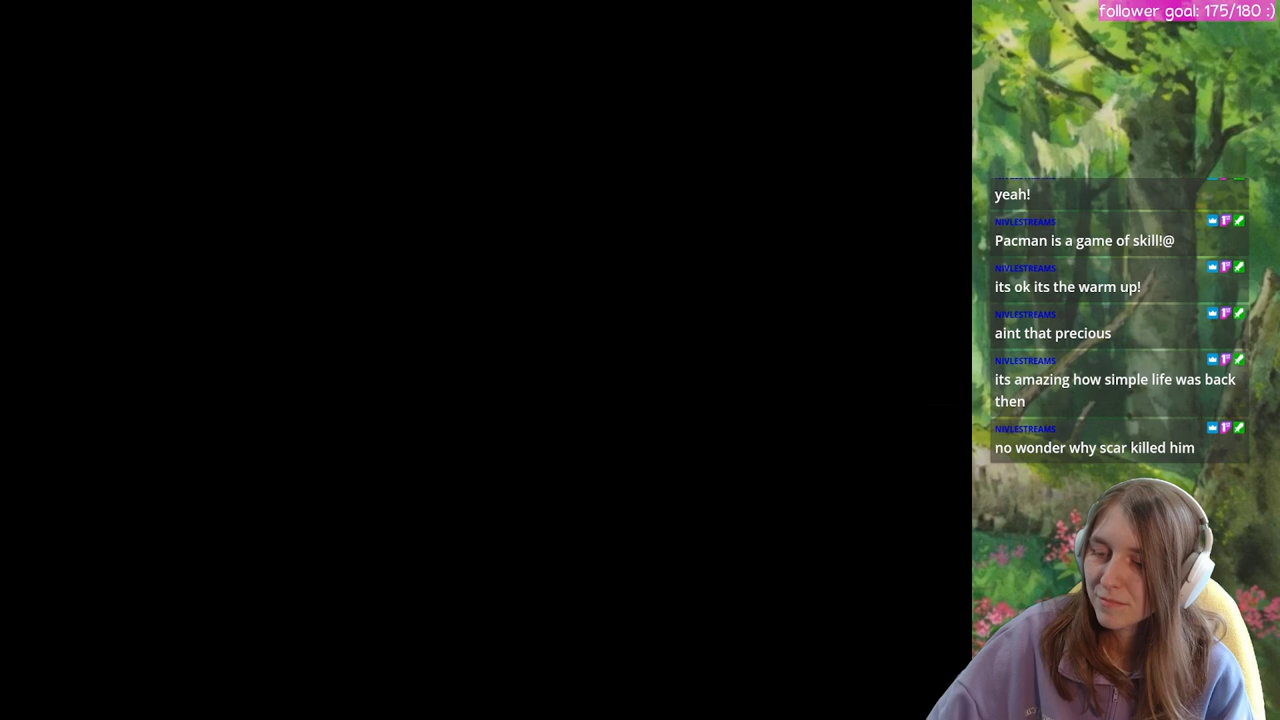 follower goal: 175/180 :)
yeah!
NIVLESTREAMS
Pacman is a game of skill!@
NIVLESTREAMS
its ok its the warm up!
NIVLESTREAMS
aint that precious
NIVLESTREAMS
its amazing how simple life was back
then
NIVLESTREAMS
no wonder why scar killed him